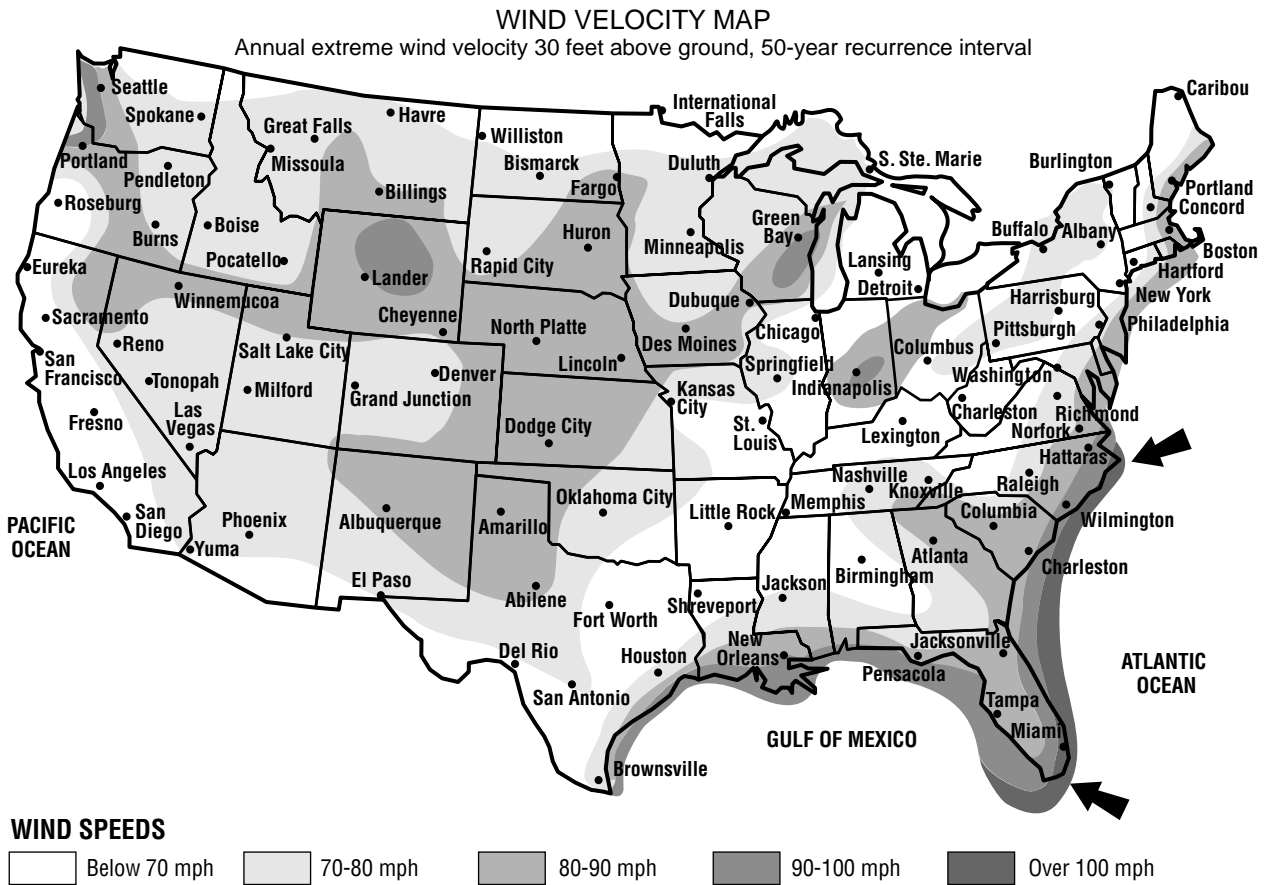 WIND VELOCITY MAP
Annual extreme wind velocity 30 feet above ground, 50-year recurrence interval
Seattle
Spokane
Portland
Pendleton
Roseburg
Burns
Boise
Pocatello
Great Falls
Missoula
Havre
Billings
Williston
Bismarck
Fargo
International
Falls
Duluth
S. Ste. Marie
Caribou
Burlington
Portland
Concord
Buffalo
Albany
Boston
Hartford
New York
Eureka
Winnemucoa
Sacramento
Reno
San
Francisco
Tonopah
Fresno
Las
Vegas
Los Angeles
San
Diego
Yuma
Phoenix
Salt Lake City
Milford
Lander
Cheyenne
Denver
Grand Junction
Rapid City
Huron
North Platte
Lincoln
Dodge City
Minneapolis
Green
Bay
Dubuque
Des Moines
Chicago
Lansing
Detroit
Springfield
Indianapolis
Columbus
Kansas
City
St.
Louis
Lexington
Harrisburg
Pittsburgh
Philadelphia
Washington
Charleston
Richmond
Norfork
Hattaras
Raleigh
Wilmington
Nashville
Knoxville
Memphis
Columbia
Charleston
Atlanta
Birmingham
Jackson
Little Rock
Oklahoma City
Amarillo
Albuquerque
El Paso
Abilene
Fort Worth
Shreveport
Del Rio
San Antonio
Houston
Brownsville
New
Orleans
Pensacola
Jacksonville
Tampa
Miami
PACIFIC
OCEAN
ATLANTIC
OCEAN
GULF OF MEXICO
WIND SPEEDS
Below 70 mph
70-80 mph
80-90 mph
90-100 mph
Over 100 mph